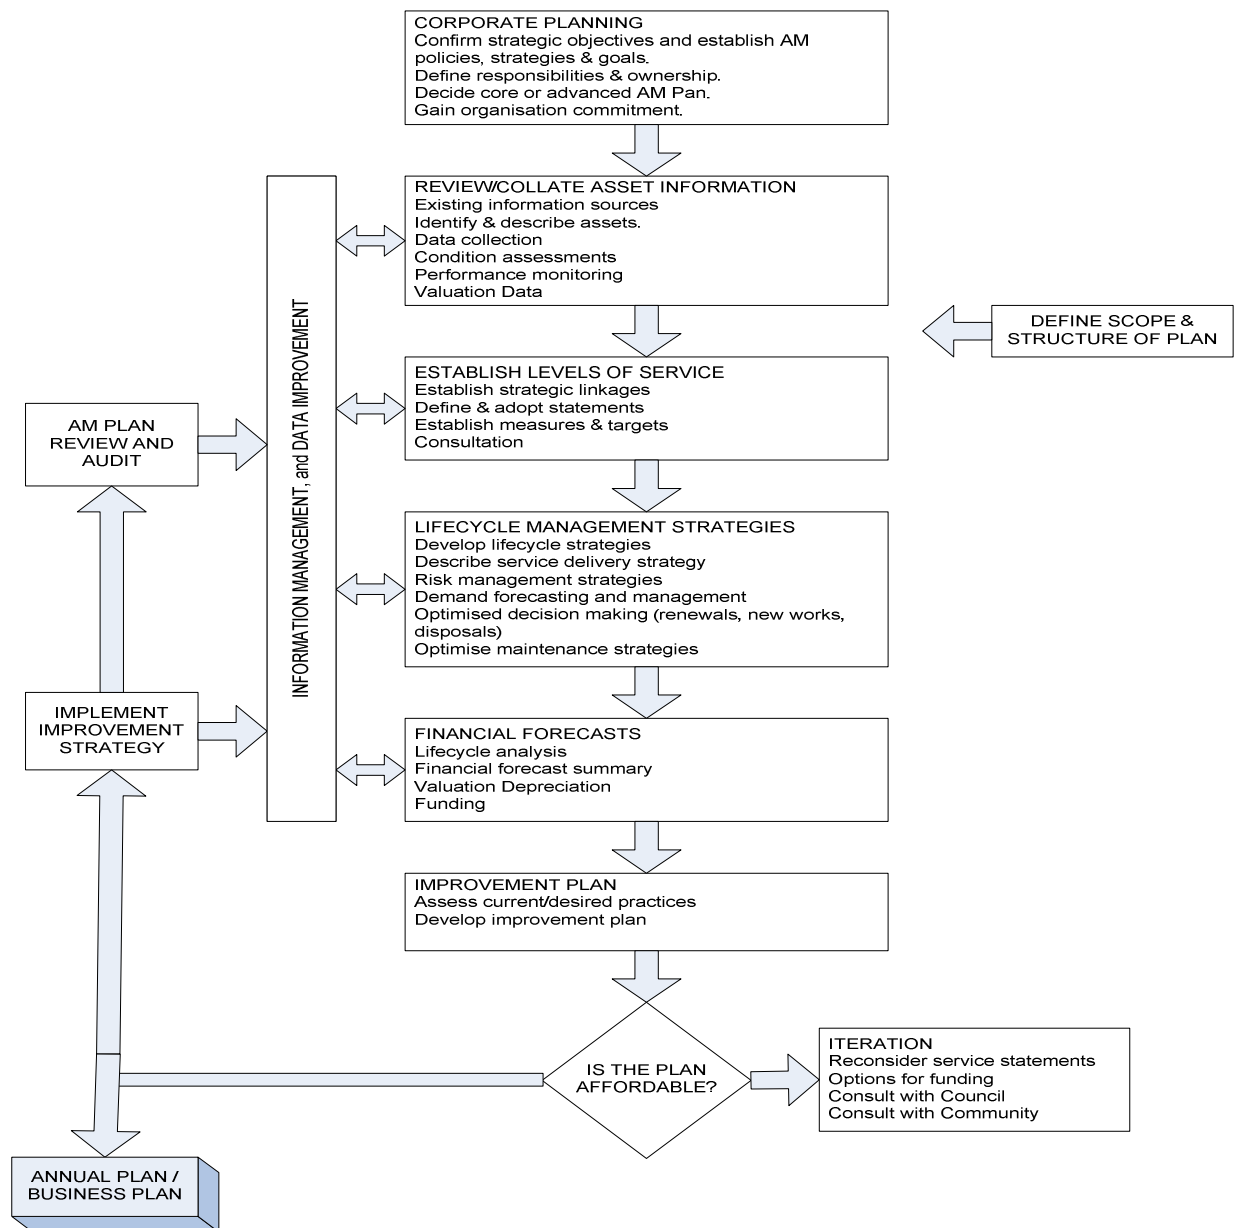 CORPORATE PLANNING
Confirm strategic objectives and establish AM
policies, strategies & goals.
Define responsibilities & ownership.
Decide core or advanced AM Pan.
Gain organisation commitment.
REVIEW/COLLATE ASSET INFORMATION
Existing information sources
Identify & describe assets.
Data collection
Condition assessments
Performance monitoring
Valuation Data
DEFINE SCOPE &
STRUCTURE OF PLAN
INFORMATION MANAGEMENT, and DATA IMPROVEMENT
ESTABLISH LEVELS OF SERVICE
Establish strategic linkages
Define & adopt statements
Establish measures & targets
Consultation
AM PLAN
REVIEW AND
AUDIT
LIFECYCLE MANAGEMENT STRATEGIES
Develop lifecycle strategies
Describe service delivery strategy
Risk management strategies
Demand forecasting and management
Optimised decision making (renewals, new works,
disposals)
Optimise maintenance strategies
IMPLEMENT
IMPROVEMENT
STRATEGY
FINANCIAL FORECASTS
Lifecycle analysis
Financial forecast summary
Valuation Depreciation
Funding
IMPROVEMENT PLAN
Assess current/desired practices
Develop improvement plan
IS THE PLAN
AFFORDABLE?
ITERATION
Reconsider service statements
Options for funding
Consult with Council
Consult with Community
ANNUAL PLAN /
BUSINESS PLAN